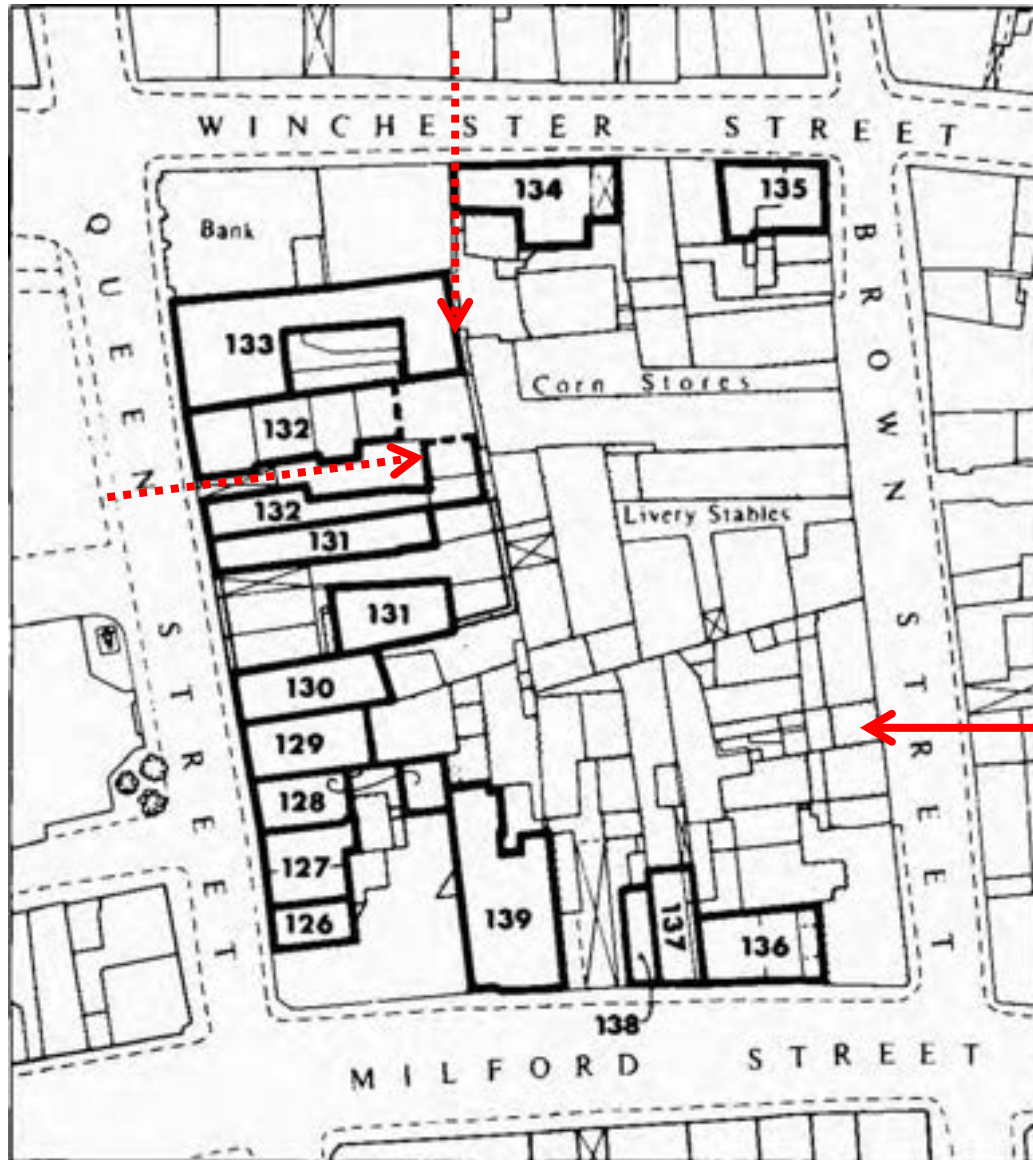 WINCHESTER STREET
134
135
Bank
QUEEN STREET
BROWN STREET
133
Corn Stores
132
132
Livery Stables
131
131
130
129
128
127
126
139
137
136
138
MILFORD STREET